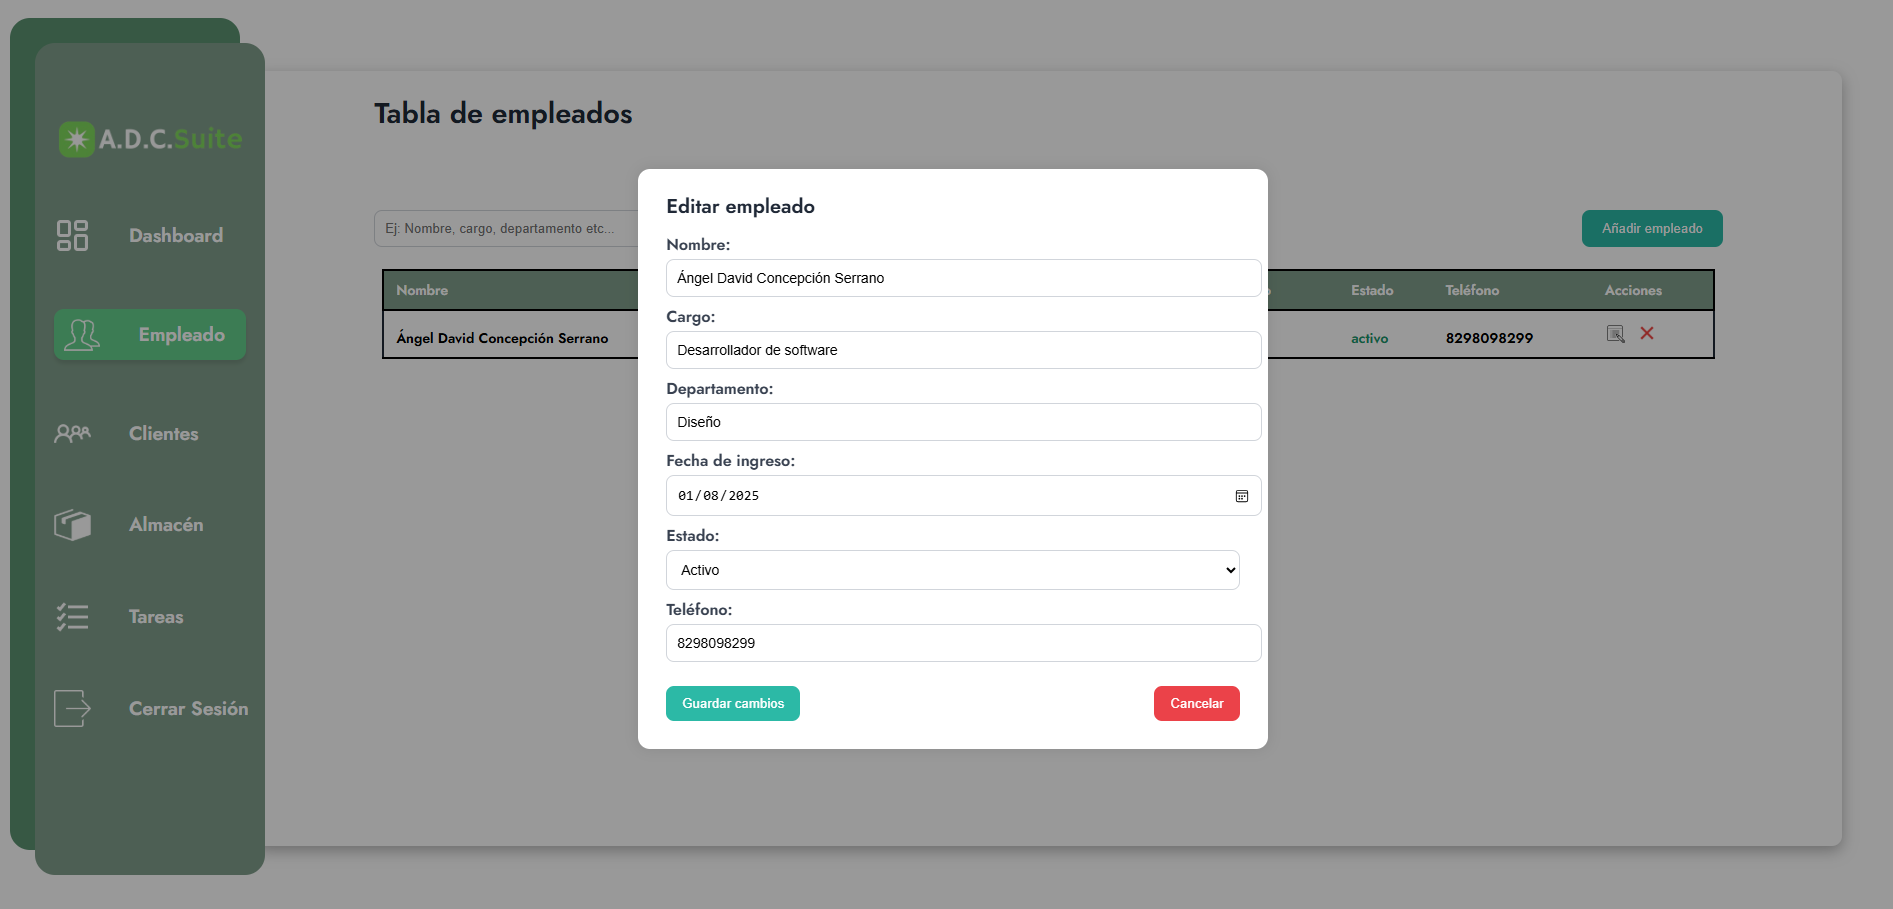 A.D.C.Suite
Dashboard
Empleado
Clientes
Almacén
Tareas
Cerrar Sesión
Tabla de empleados
Ej: Nombre, cargo, departamento etc...
Añadir empleado
Nombre Estado Teléfono Acciones
Ángel David Concepción Serrano activo 8298098299
Editar empleado
Nombre:
Ángel David Concepción Serrano
Cargo:
Desarrollador de software
Departamento:
Diseño
Fecha de ingreso:
01/08/2025
Estado:
Activo
Teléfono:
8298098299
Guardar cambios Cancelar